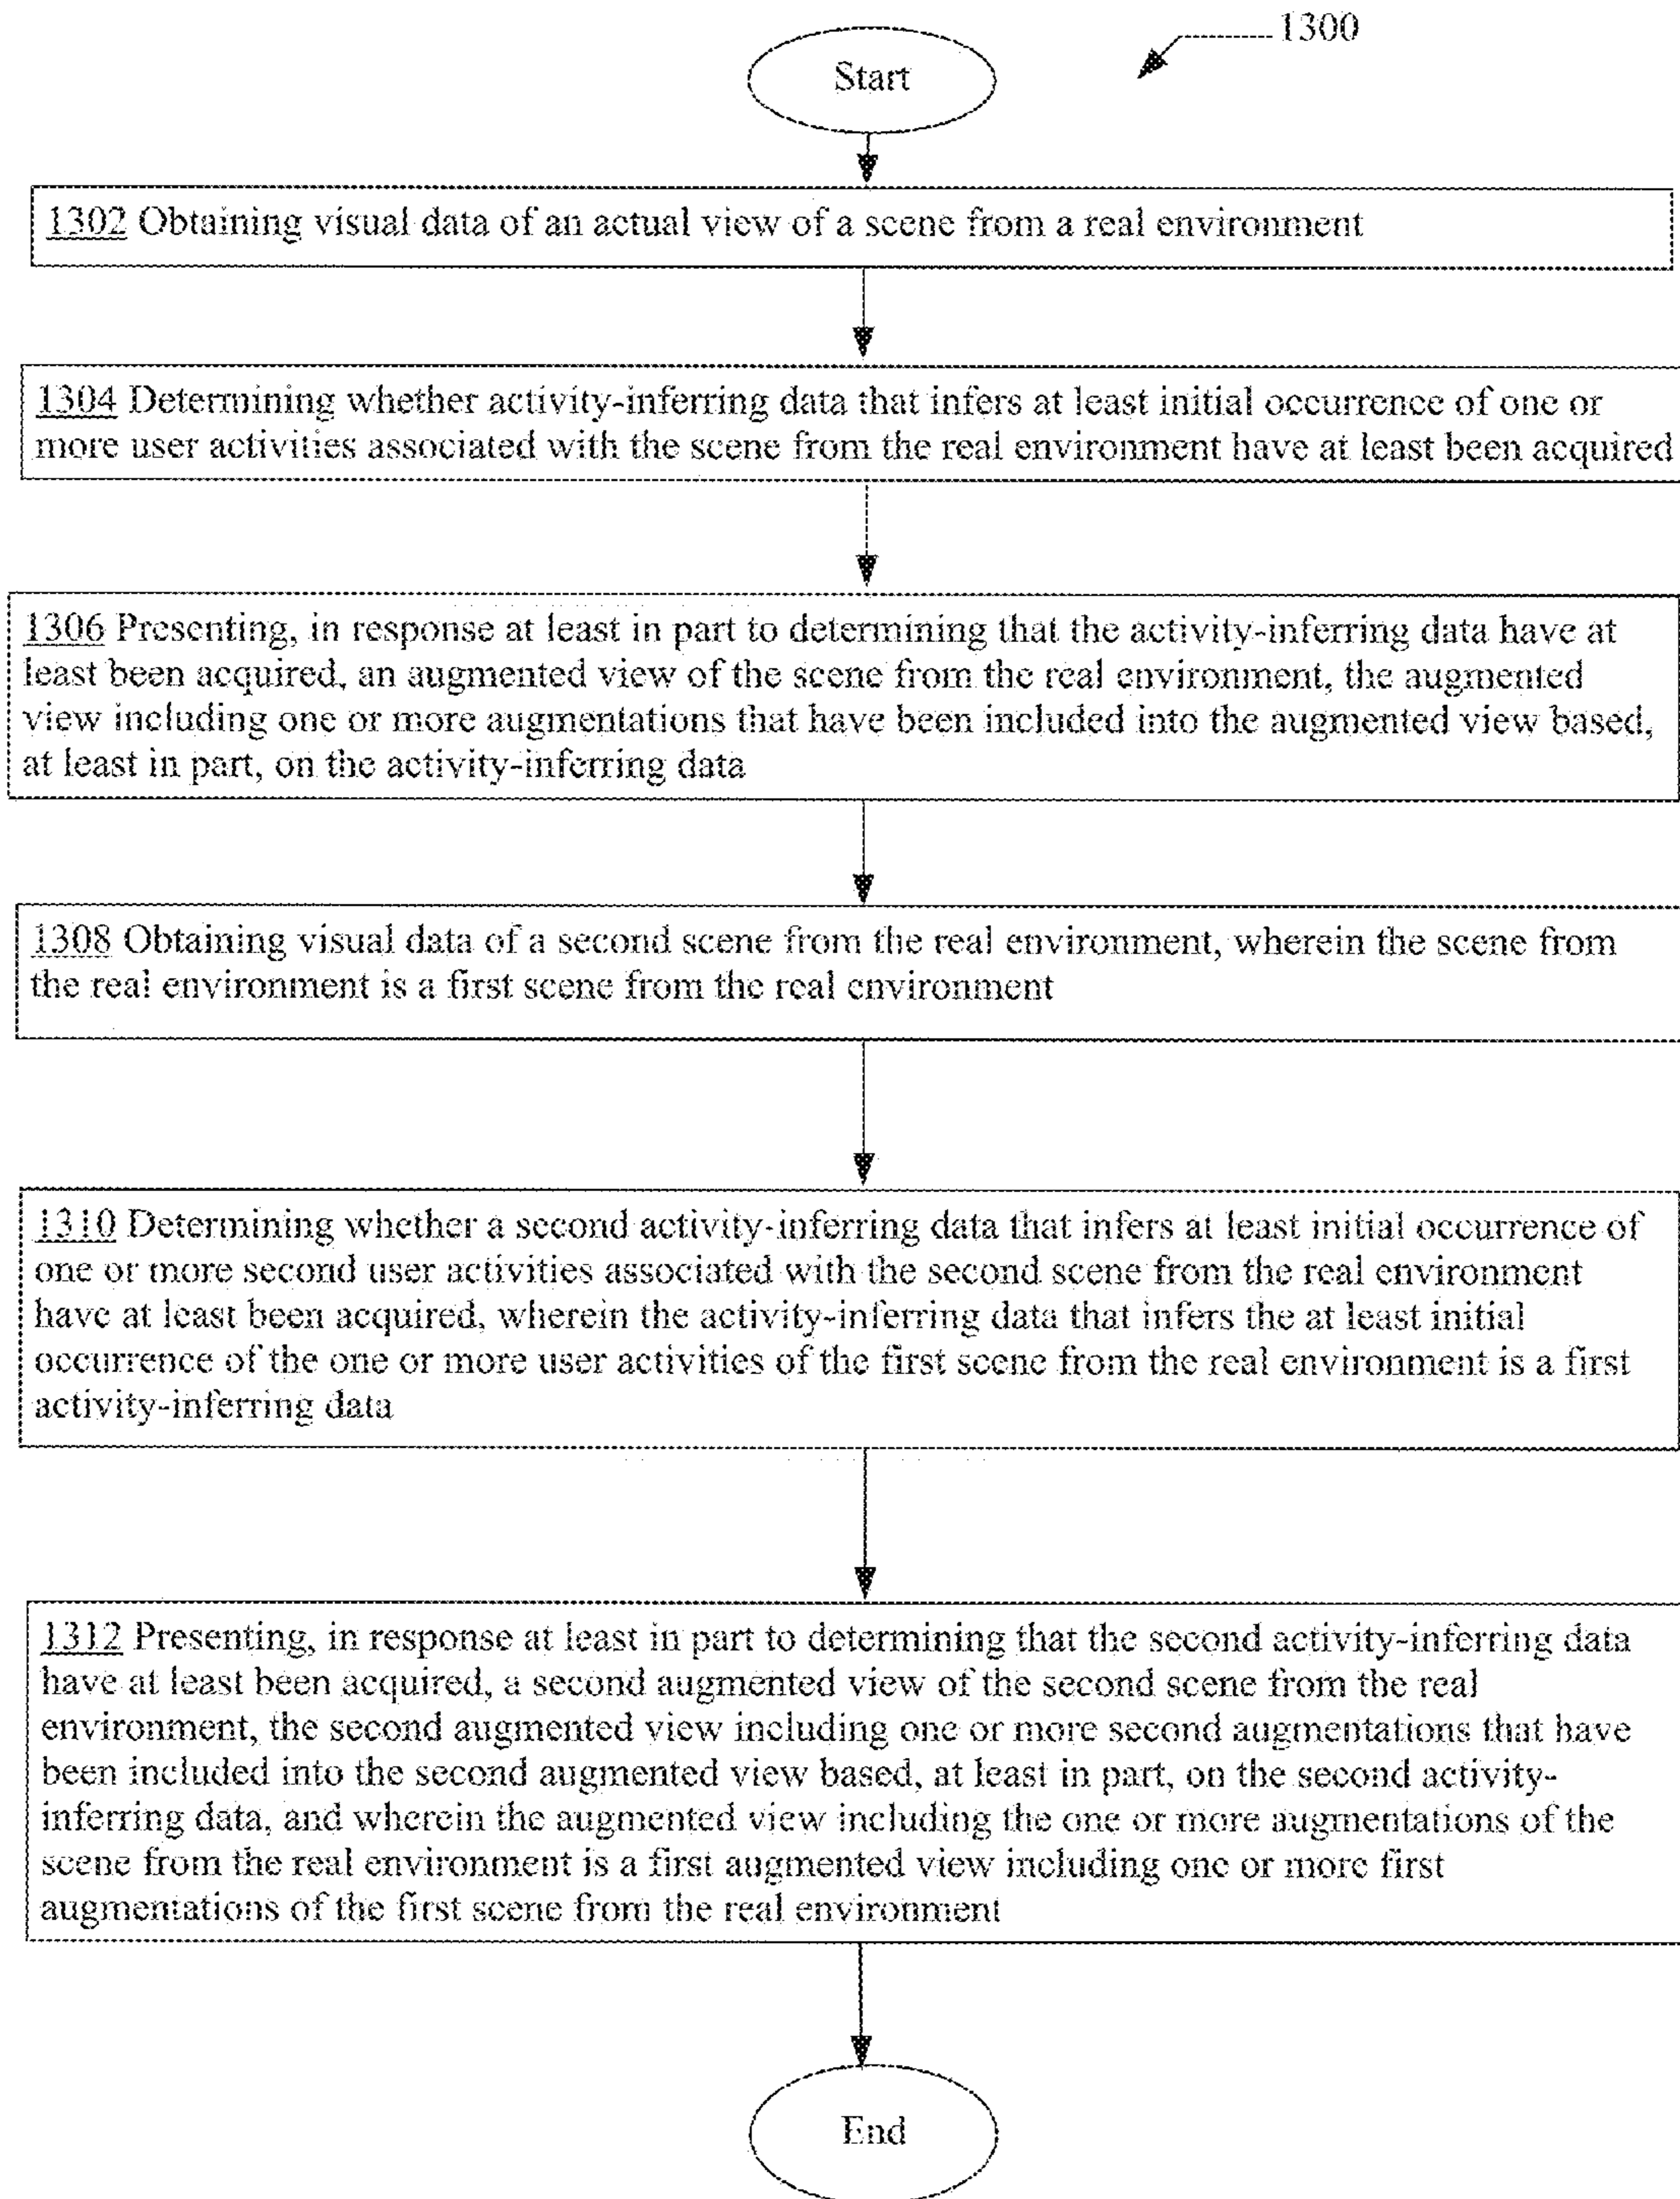 1300
Start
1302 Obtaining visual data of an actual view of a scene from a real environment
1304 Determining whether activity-inferring data that infers at least initial occurrence of one or
more user activities associated with the scene from the real environment have at least been acquired
1306 Presenting, in response at least in part to determining that the activity-inferring data have at
least been acquired, an augmented view of the scene from the real environment, the augmented
view including one or more augmentations that have been included into the augmented view based,
at least in part, on the activity-inferring data
1308 Obtaining visual data of a second scene from the real environment, wherein the scene from
the real environment is a first scene from the real environment
1310 Determining whether a second activity-inferring data that infers at least initial occurrence of
one or more second user activities associated with the second scene from the real environment
have at least been acquired, wherein the activity-inferring data that infers the at least initial
occurrence of the one or more user activities of the first scene from the real environment is a first
activity-inferring data
1312 Presenting, in response at least in part to determining that the second activity-inferring data
have at least been acquired, a second augmented view of the second scene from the real
environment, the second augmented view including one or more second augmentations that have
been included into the second augmented view based, at least in part, on the second activity-
inferring data, and wherein the augmented view including the one or more augmentations of the
scene from the real environment is a first augmented view including one or more first
augmentations of the first scene from the real environment
End